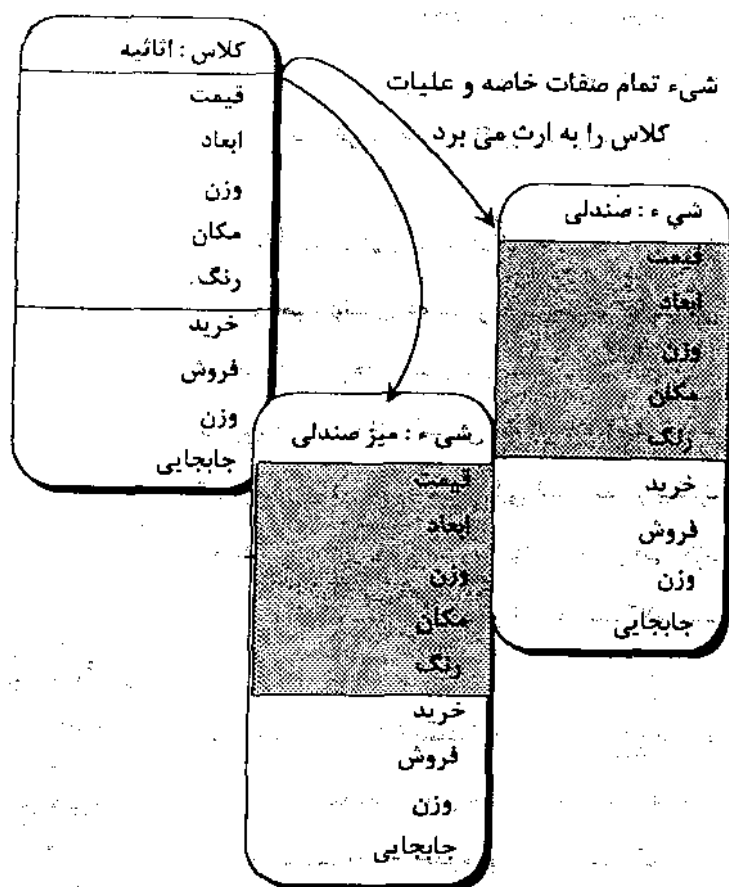 کلاس : اثاثیه
قیمت
ابعاد
وزن
مکان
رنگ
خرید
فروش
وزن
جابجایی
شیء تمام صفات خاصه و علیات
کلاس را به ارث می برد
شیء : صندلی
قیمت
ابعاد
وزن
مکان
رنگ
خرید
فروش
وزن
جابجایی
شیء : میز صندلی
قیمت
ابعاد
وزن
مکان
رنگ
خرید
فروش
وزن
جابجایی